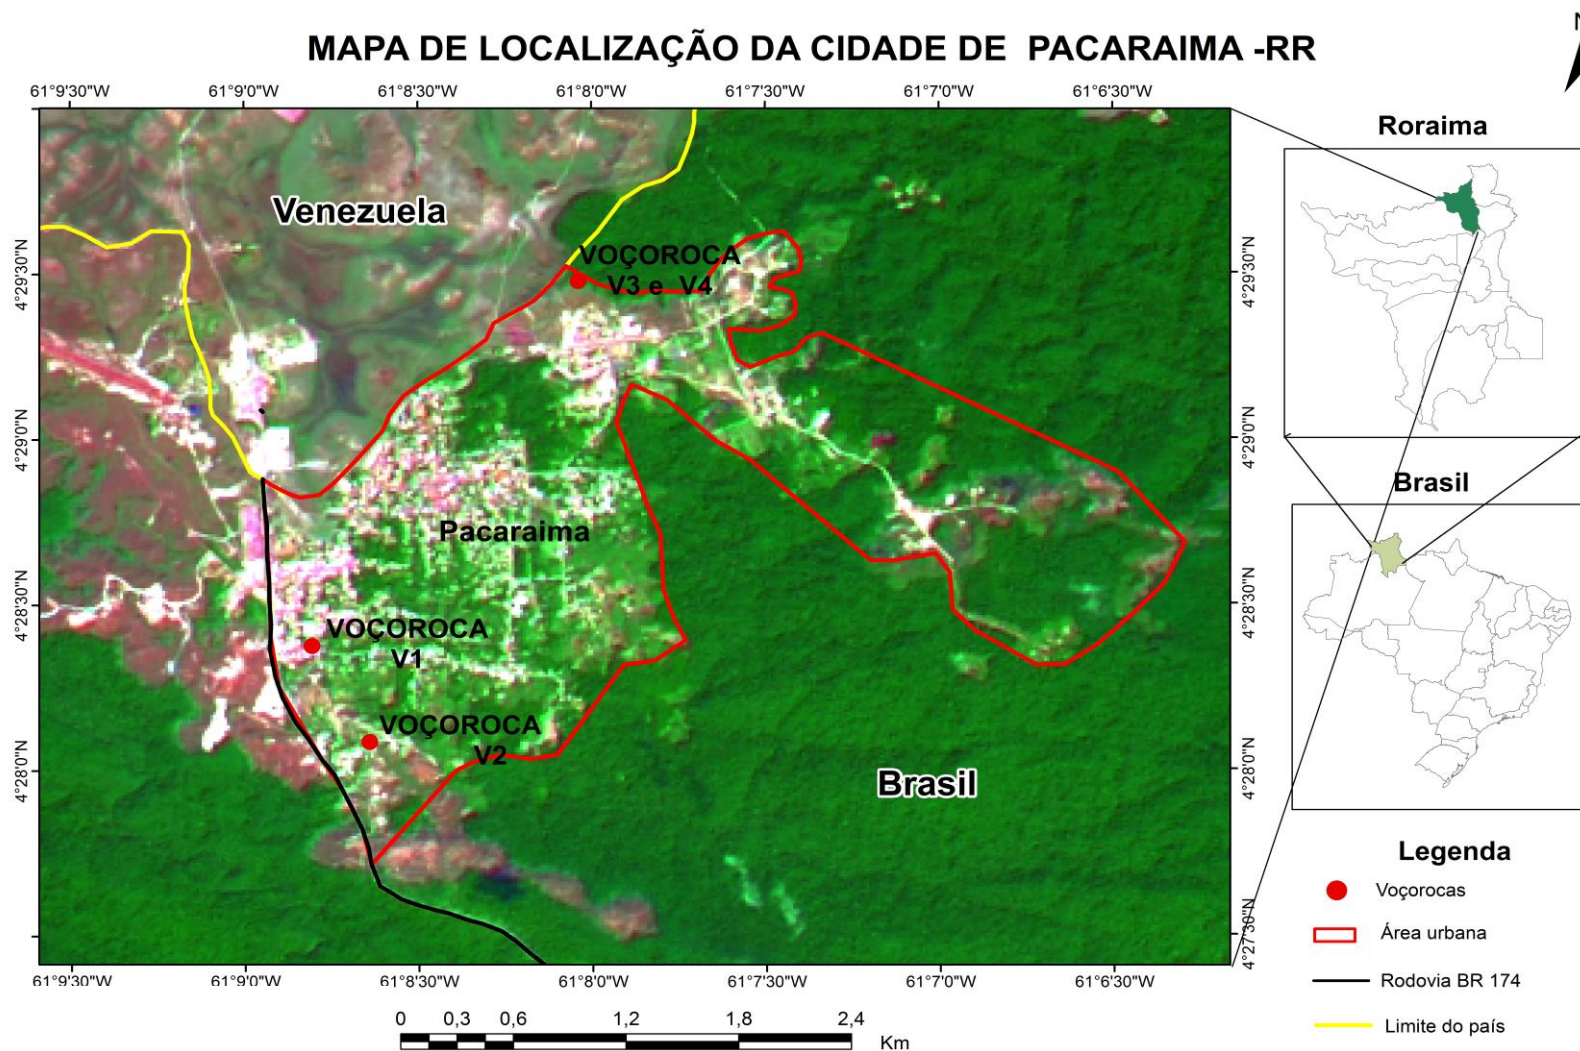 MAPA DE LOCALIZAÇÃO DA CIDADE DE PACARAIMA -RR
N
61°9'30"W 61°9'0"W 61°8'30"W 61°8'0"W 61°7'30"W 61°7'0"W 61°6'30"W
Roraima
Venezuela
VOÇOROCA
V3 e V4
4°29'30"N 4°29'30"N
4°29'0"N 4°29'0"N
Brasil
Pacaraima
4°28'30"N 4°28'30"N
VOÇOROCA
V1
VOÇOROCA
V2
4°28'0"N 4°28'0"N
Brasil
Legenda
Voçorocas
Área urbana
Rodovia BR 174
Limite do país
4°27'30"N
61°9'30"W 61°9'0"W 61°8'30"W 61°8'0"W 61°7'30"W 61°7'0"W 61°6'30"W
0 0,3 0,6 1,2 1,8 2,4
Km